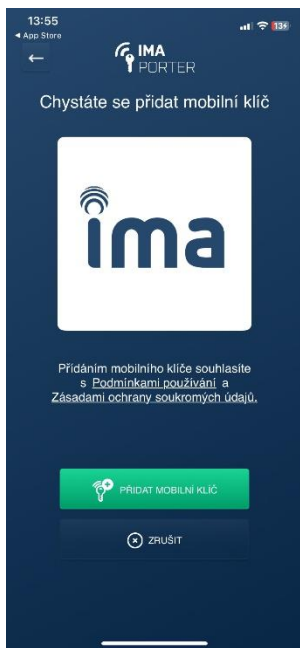 13:55
◀ App Store
13
IMA
PORTER
Chystáte se přidat mobilní klíč
ima
Přidáním mobilního klíče souhlasíte
s Podmínkami používání a
Zásadami ochrany soukromých údajů.
PŘIDAT MOBILNÍ KLÍČ
ZRUŠIT